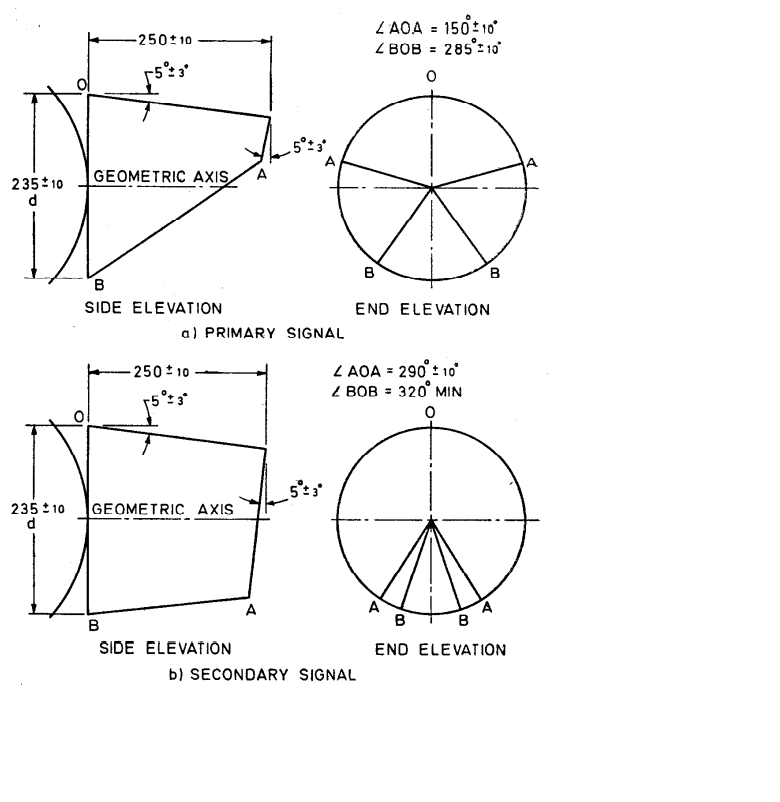 ∠AOA = 150°±10°
∠BOB = 285°±10°
250±10
5°±3°
O
O
5°±3°
A
A
A
GEOMETRIC AXIS
235±10
d
B
B
B
SIDE ELEVATION
END ELEVATION
a) PRIMARY SIGNAL
250±10
∠AOA = 290°±10°
∠BOB = 320° MIN
5°±3°
O
O
5°±3°
235±10
d
GEOMETRIC AXIS
A
B
B
A
B
A
SIDE ELEVATION
END ELEVATION
b) SECONDARY SIGNAL